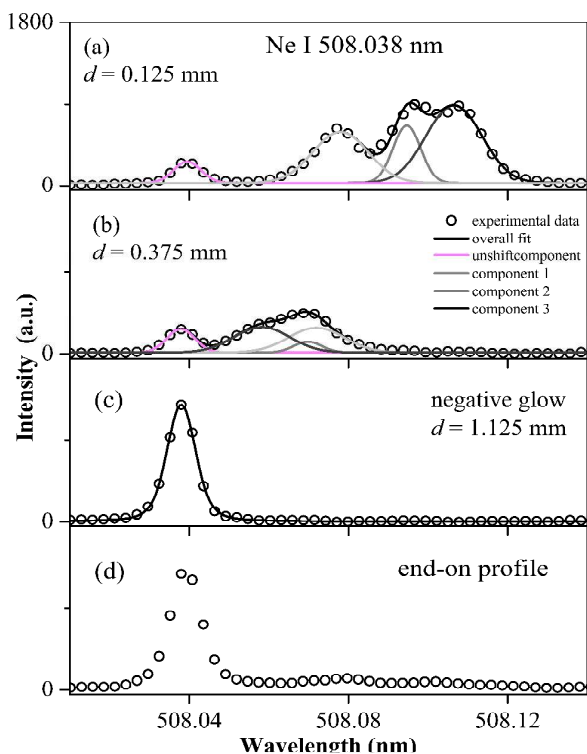 1800
(a)
Ne I 508.038 nm
d = 0.125 mm
0
(b)
d = 0.375 mm
experimental data
overall fit
unshiftcomponent
component 1
component 2
component 3
0
Intensity (a.u.)
(c)
negative glow
d = 1.125 mm
0
(d)
end-on profile
0
508.04
508.08
508.12
Wavelength (nm)